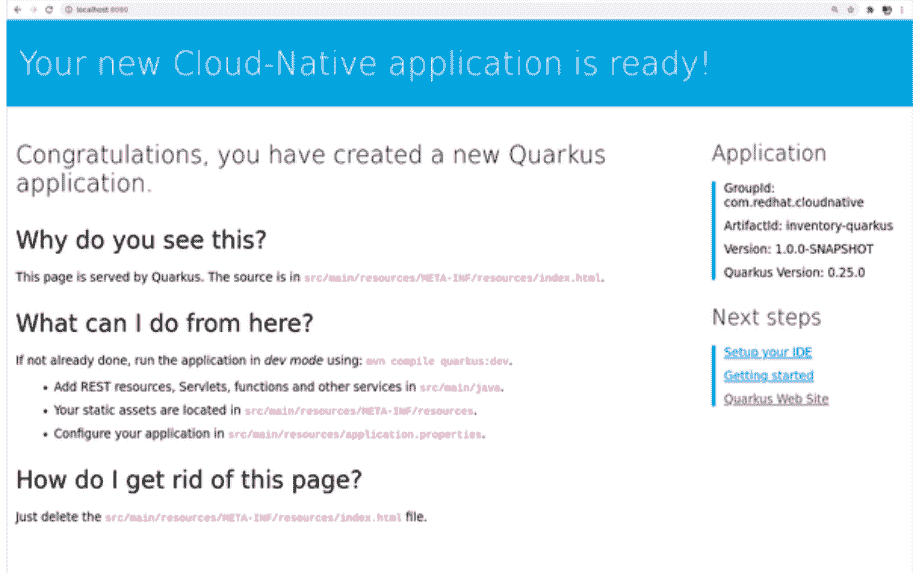 localhost:8080
Your new Cloud-Native application is ready!
Congratulations, you have created a new Quarkus
application.
Why do you see this?
This page is served by Quarkus. The source is in src/main/resources/META-INF/resources/index.html.
What can I do from here?
If not already done, run the application in dev mode using: mvn compile quarkus:dev.
• Add REST resources, Servlets, functions and other services in src/main/java.
• Your static assets are located in src/main/resources/META-INF/resources.
• Configure your application in src/main/resources/application.properties.
How do I get rid of this page?
Just delete the src/main/resources/META-INF/resources/index.html file.
Application
GroupId:
com.redhat.cloudnative
ArtifactId: inventory-quarkus
Version: 1.0.0-SNAPSHOT
Quarkus Version: 0.25.0
Next steps
Setup your IDE
Getting started
Quarkus Web Site